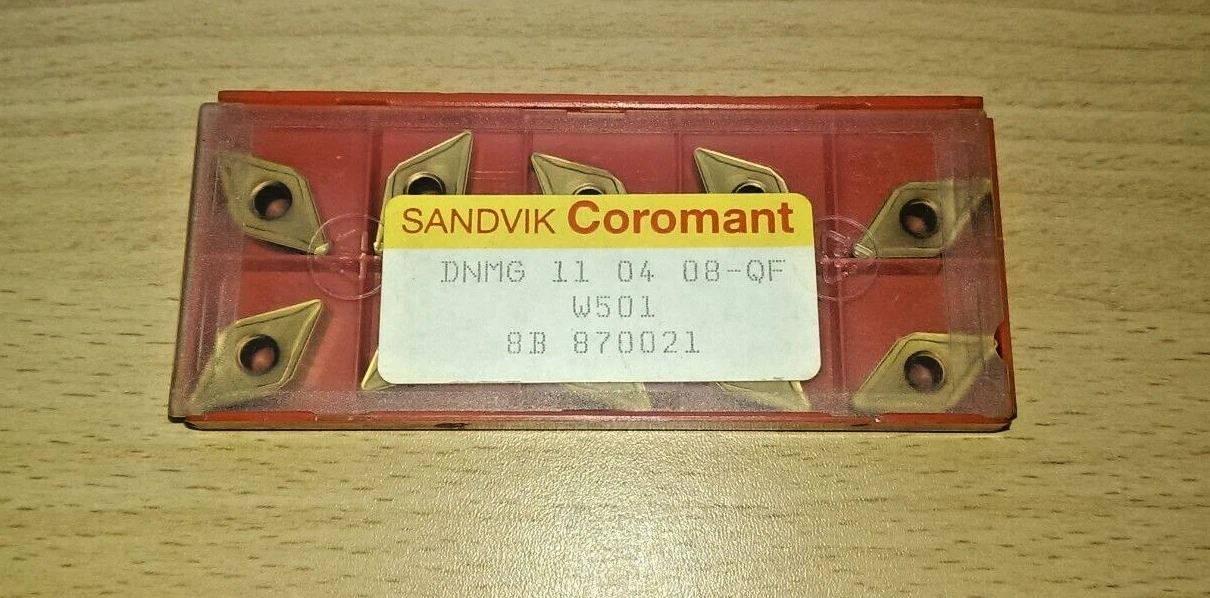 SANDVIK Coromant
DNMG 11 04 08-QF
W501
8B 870021